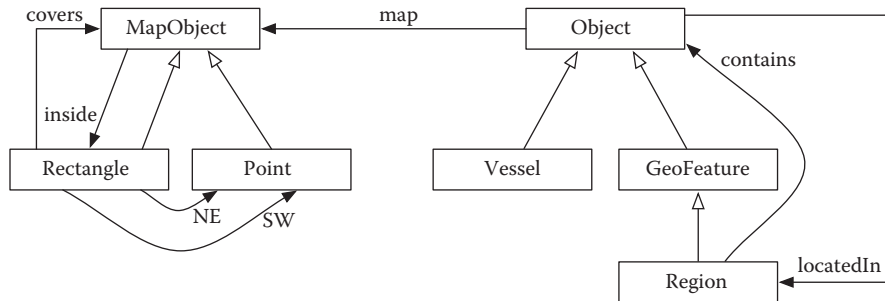 covers
MapObject
map
Object
contains
inside
Rectangle
Point
Vessel
GeoFeature
NE
SW
locatedIn
Region